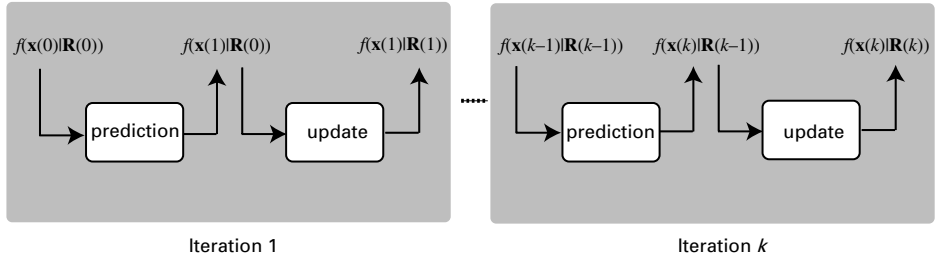 f(x(0)|R(0)) f(x(1)|R(0)) f(x(1)|R(1))
prediction update
Iteration 1
f(x(k–1)|R(k–1)) f(x(k)|R(k–1)) f(x(k)|R(k))
prediction update
Iteration k